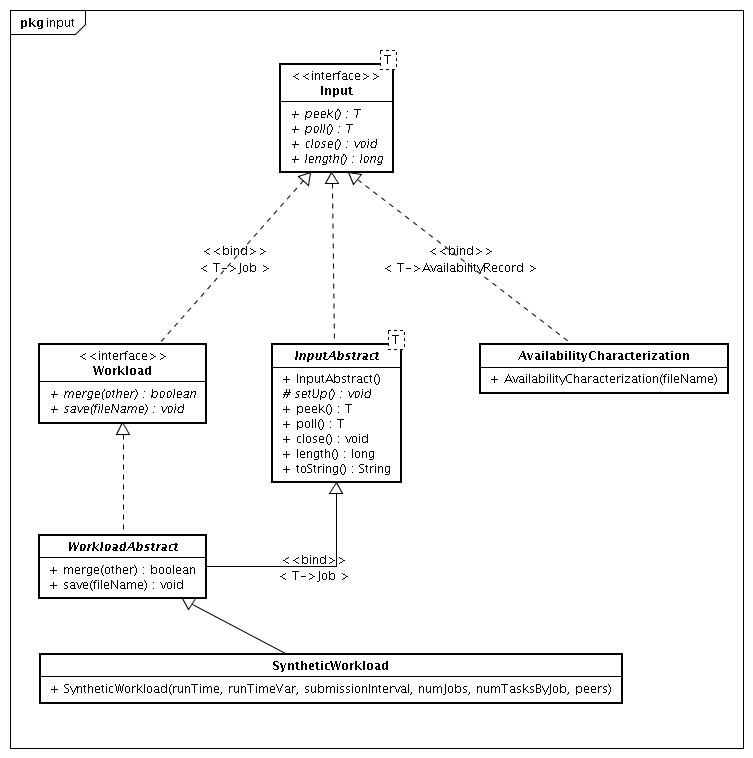 pkg input
T
<<interface>>
Input
+ peek() : T
+ poll() : T
+ close() : void
+ length() : long
<<bind>>
< T->Job >
<<bind>>
< T->AvailabilityRecord >
<<interface>>
Workload
+ merge(other) : boolean
+ save(fileName) : void
T
InputAbstract
+ InputAbstract()
# setUp() : void
+ peek() : T
+ poll() : T
+ close() : void
+ length() : long
+ toString() : String
AvailabilityCharacterization
+ AvailabilityCharacterization(fileName)
WorkloadAbstract
+ merge(other) : boolean
+ save(fileName) : void
<<bind>>
< T->Job >
SyntheticWorkload
+ SyntheticWorkload(runTime, runTimeVar, submissionInterval, numJobs, numTasksByJob, peers)